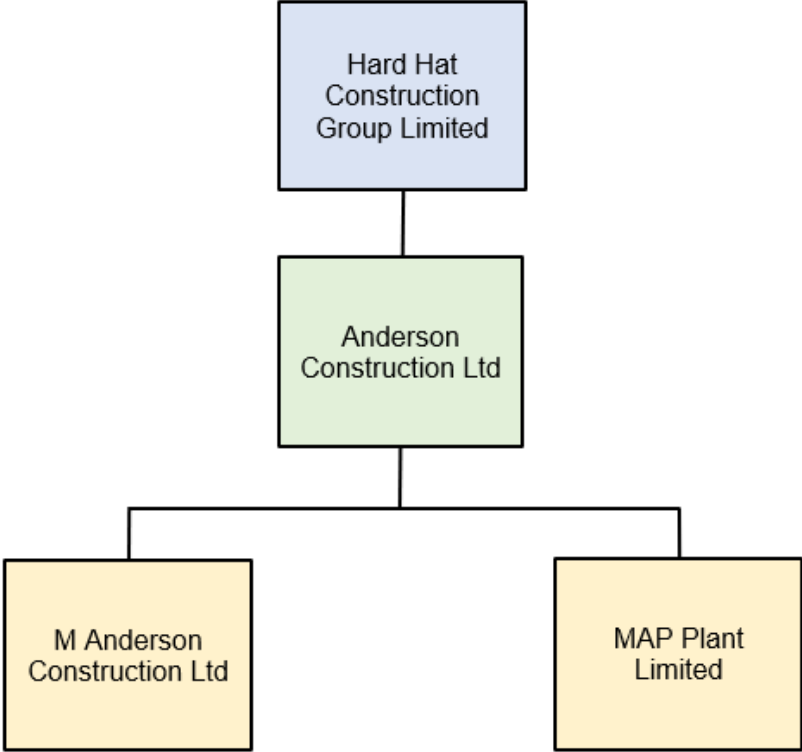 Hard Hat
Construction
Group Limited
Anderson
Construction Ltd
M Anderson
Construction Ltd
MAP Plant
Limited